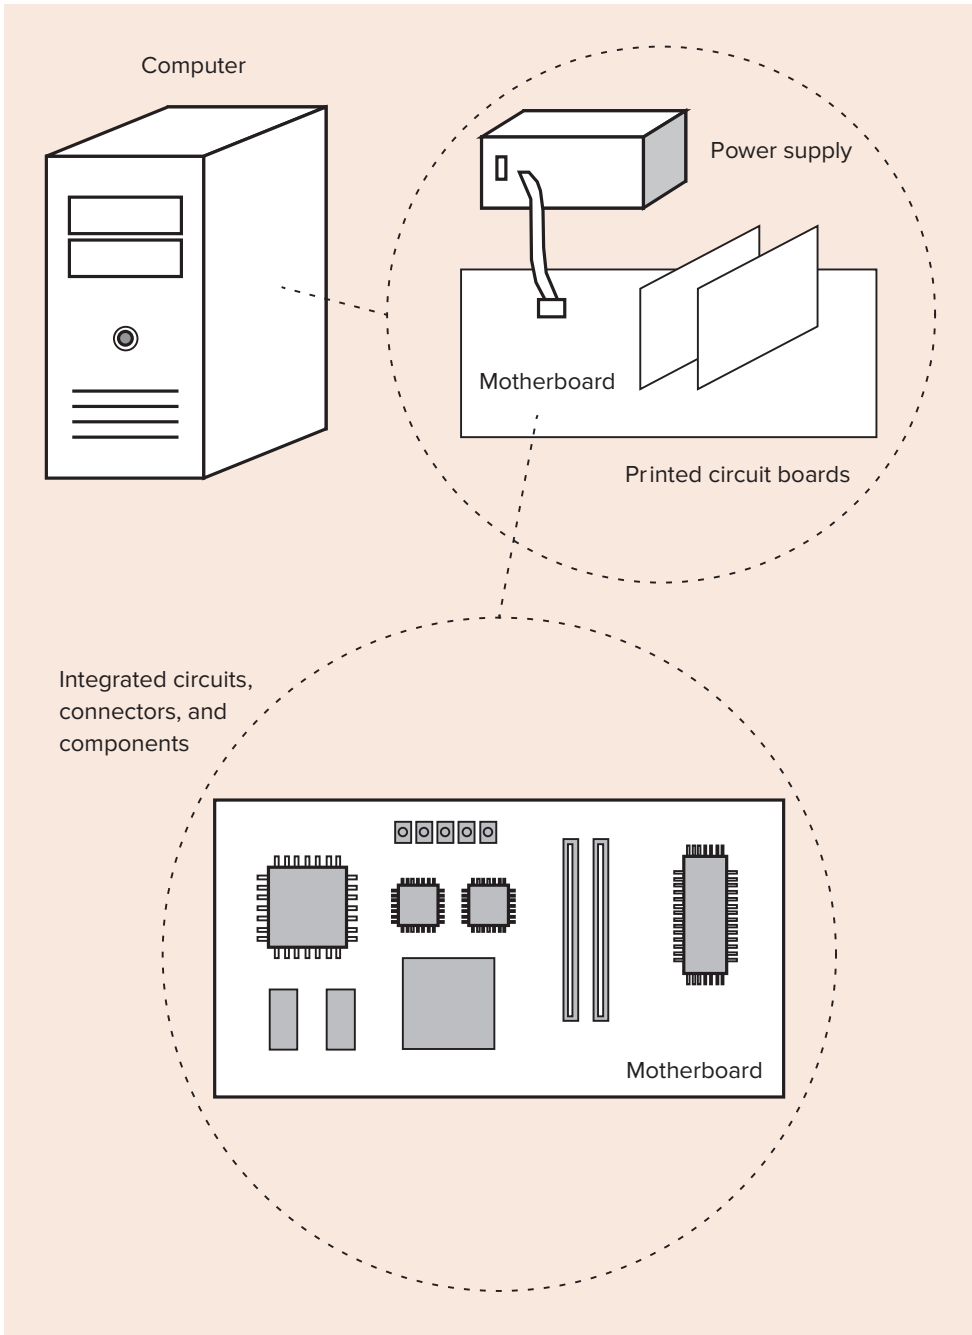 Computer
Power supply
Motherboard
Printed circuit boards
Integrated circuits,
connectors, and
components
Motherboard